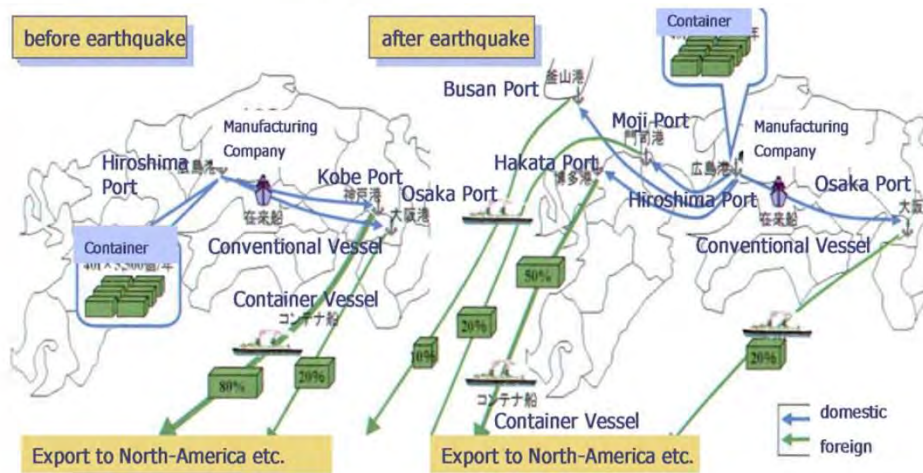 before earthquake
Manufacturing
Company
Hiroshima
Port
広島港
Kobe Port
神戸港
Osaka Port
大阪港
在来船
Conventional Vessel
Container
Container Vessel
コンテナ船
80%
20%
Export to North-America etc.
after earthquake
Container
釜山港
Busan Port
Moji Port
門司港
Manufacturing
Company
Hakata Port
博多港
広島港
Hiroshima Port
Osaka Port
在来船
大阪
Conventional Vessel
50%
20%
10%
20%
コンテナ船
Container Vessel
domestic
foreign
Export to North-America etc.